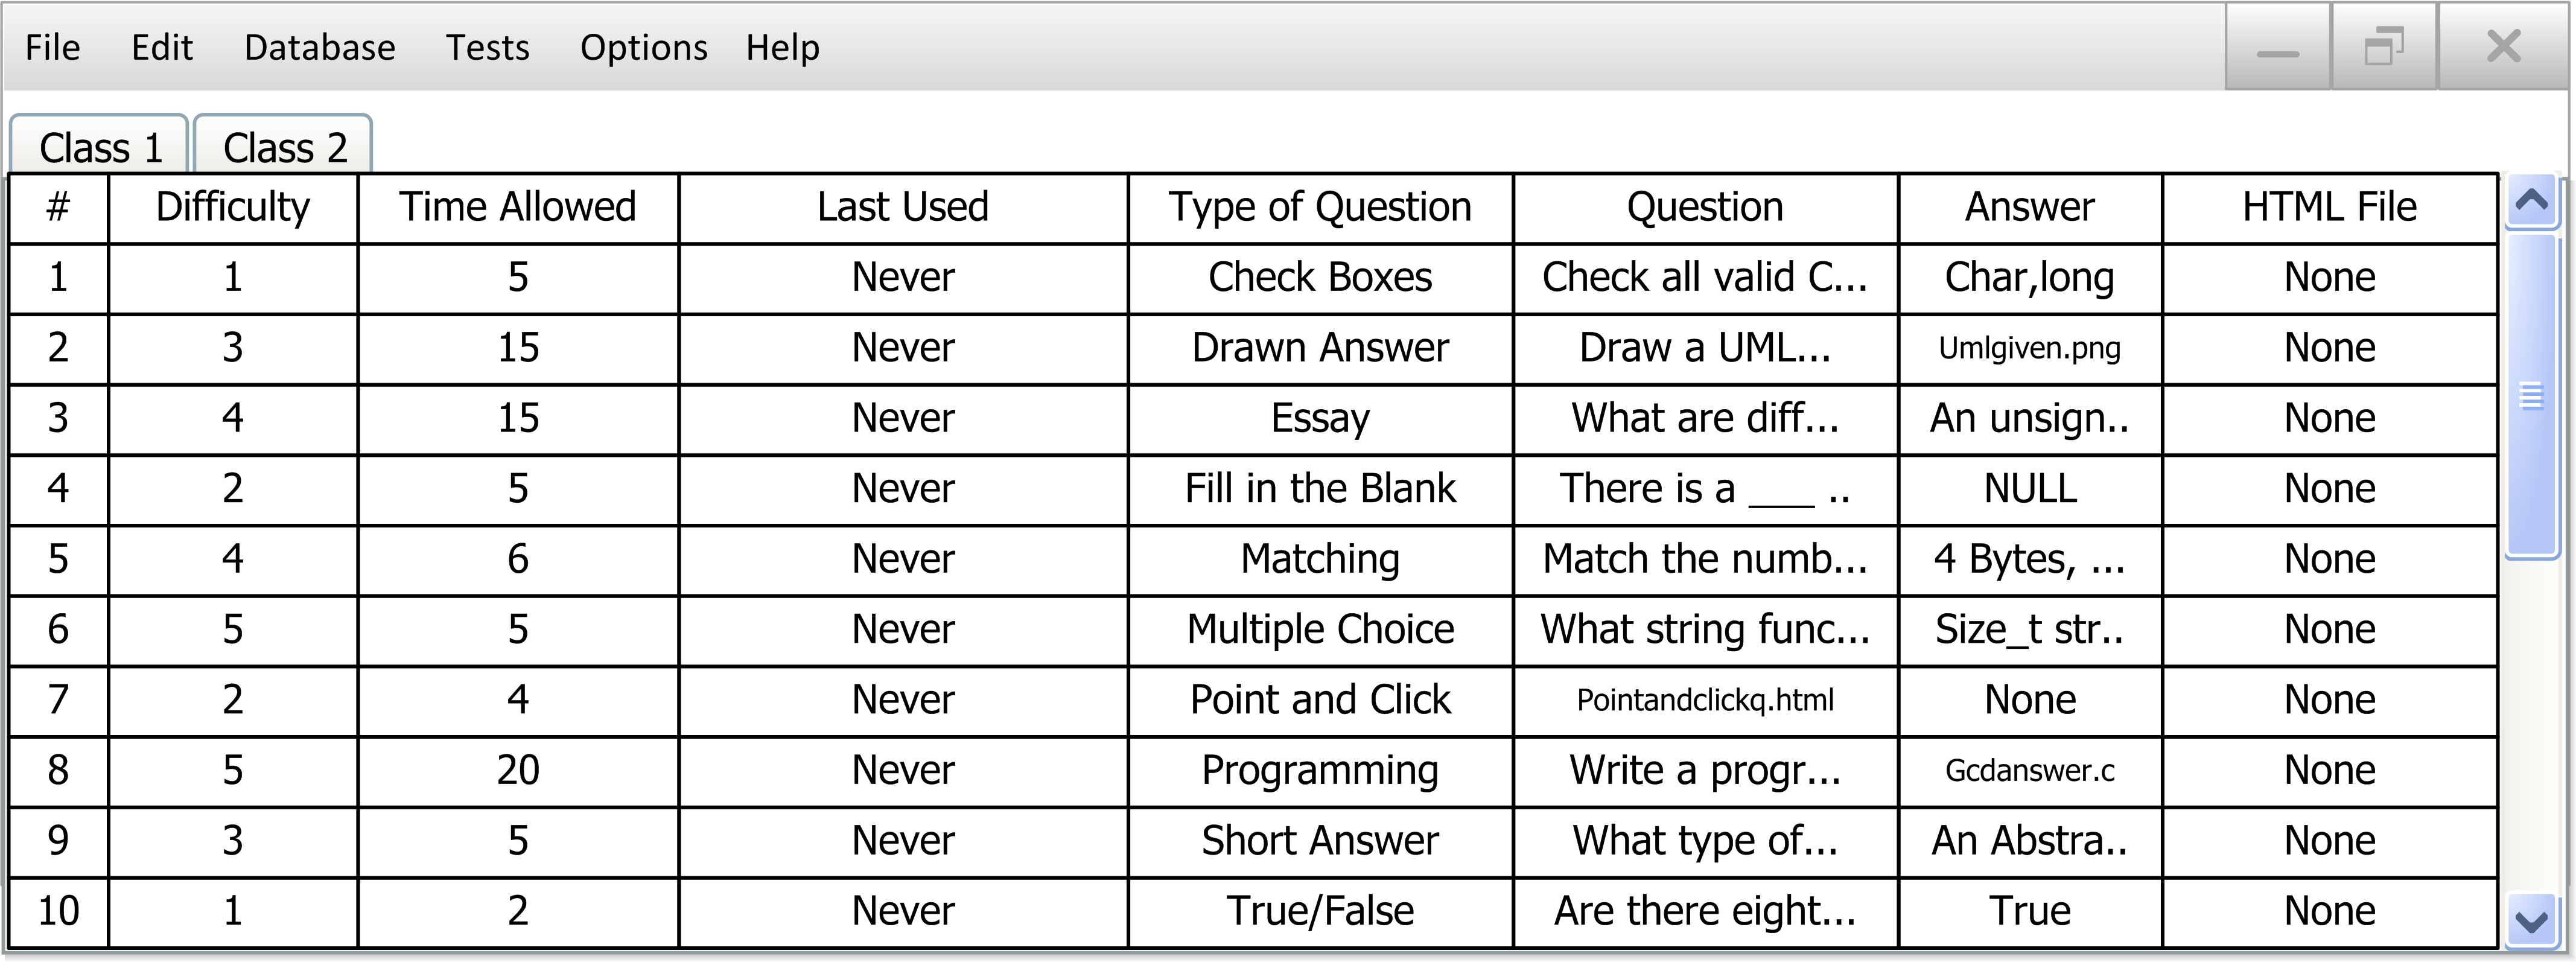 File Edit Database Tests Options Help
Class 1 Class 2
# Difficulty Time Allowed Last Used Type of Question Question Answer HTML File
1 1 5 Never Check Boxes Check all valid C... Char,long None
2 3 15 Never Drawn Answer Draw a UML... Umlgiven.png None
3 4 15 Never Essay What are diff... An unsign.. None
4 2 5 Never Fill in the Blank There is a ___ .. NULL None
5 4 6 Never Matching Match the numb... 4 Bytes, ... None
6 5 5 Never Multiple Choice What string func... Size_t str.. None
7 2 4 Never Point and Click Pointandclickq.html None None
8 5 20 Never Programming Write a progr... Gcdanswer.c None
9 3 5 Never Short Answer What type of... An Abstra.. None
10 1 2 Never True/False Are there eight... True None